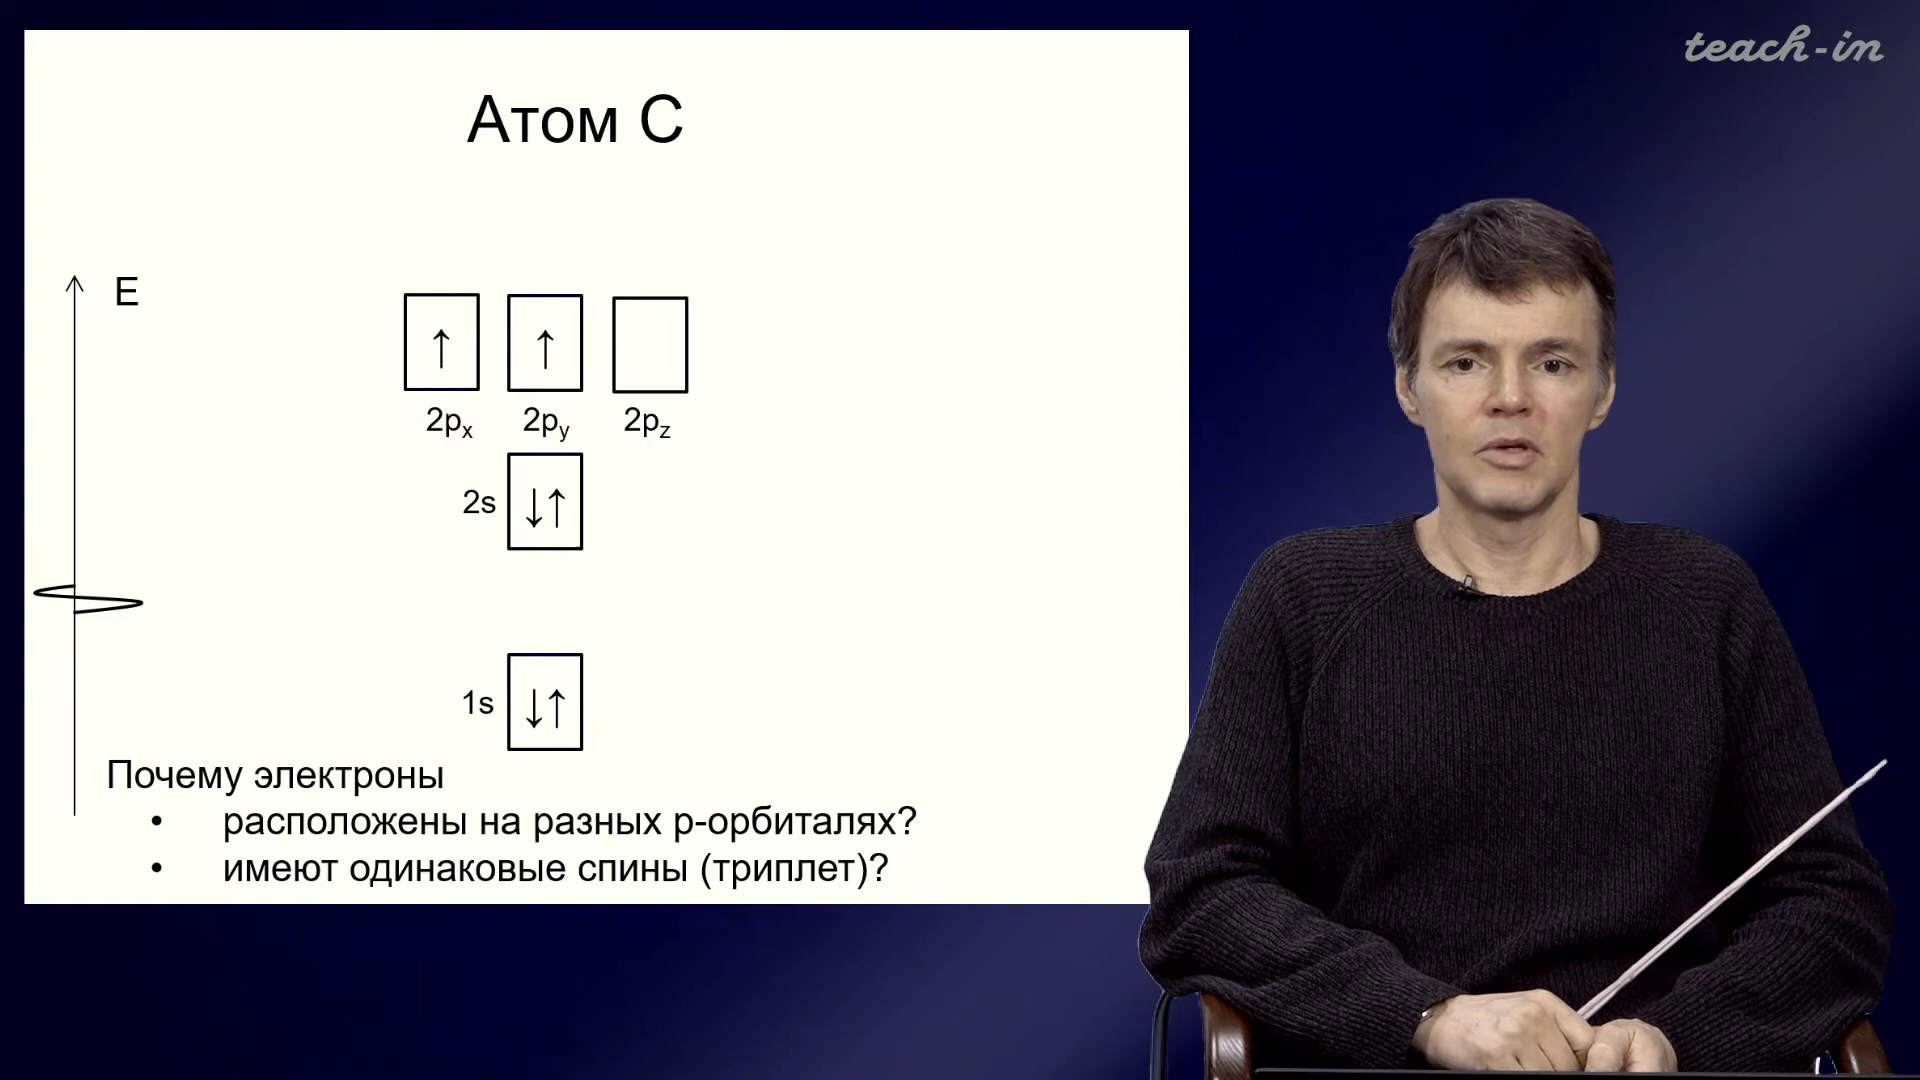 teach-in
Атом С
E
↑ ↑
2px 2py 2pz
2s ↓↑
1s ↓↑
Почему электроны
• расположены на разных р-орбиталях?
• имеют одинаковые спины (триплет)?